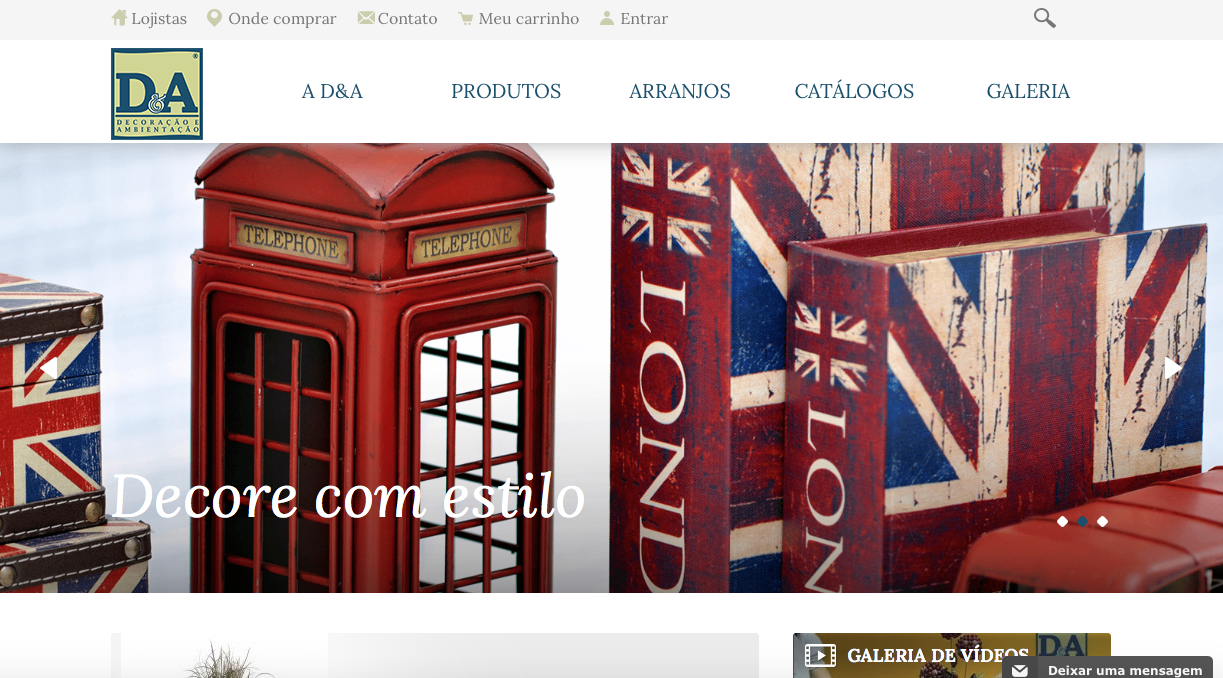 Lojistas
Onde comprar
Contato
Meu carrinho
Entrar
D&A
®
DECORAÇÃO E
AMBIENTAÇÃO
A D&A
PRODUTOS
ARRANJOS
CATÁLOGOS
GALERIA
TELEPHONE
TELEPHONE
LOND
LON
Decore com estilo
GALERIA DE VÍDEOS
D&A
Deixar uma mensagem